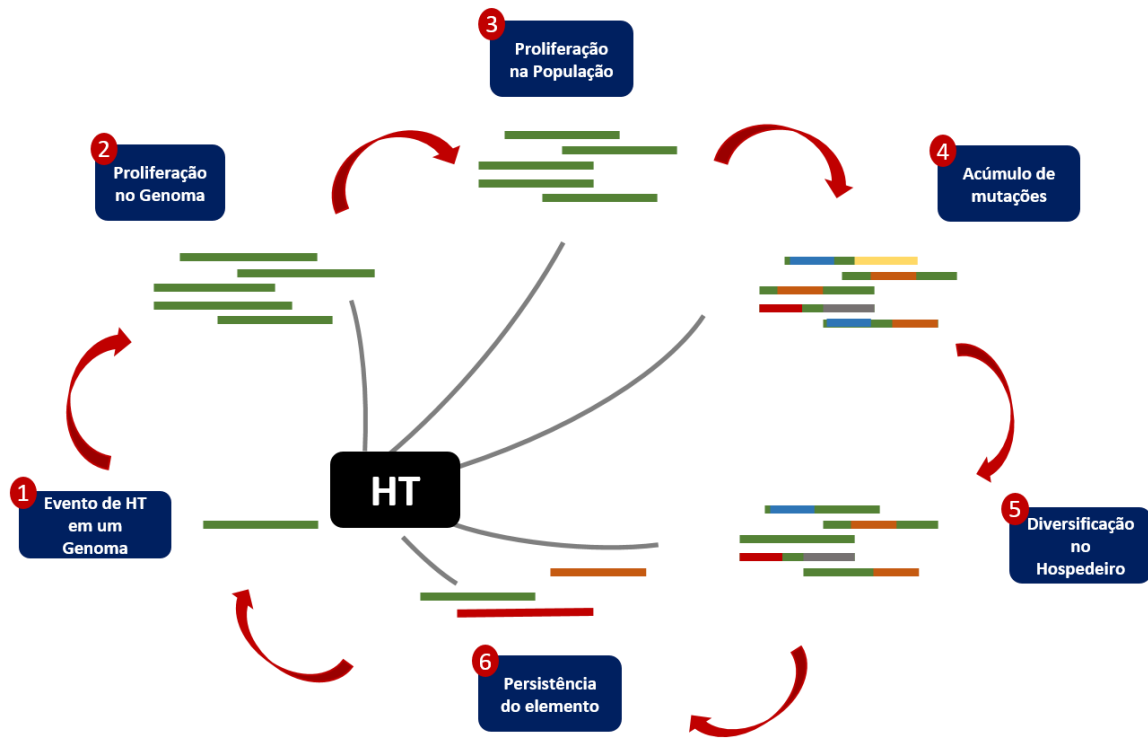 1
Evento de HT
em um
Genoma
2
Proliferação
no Genoma
3
Proliferação
na População
4
Acúmulo de
mutações
5
Diversificação
no
Hospedeiro
6
Persistência
do elemento
HT